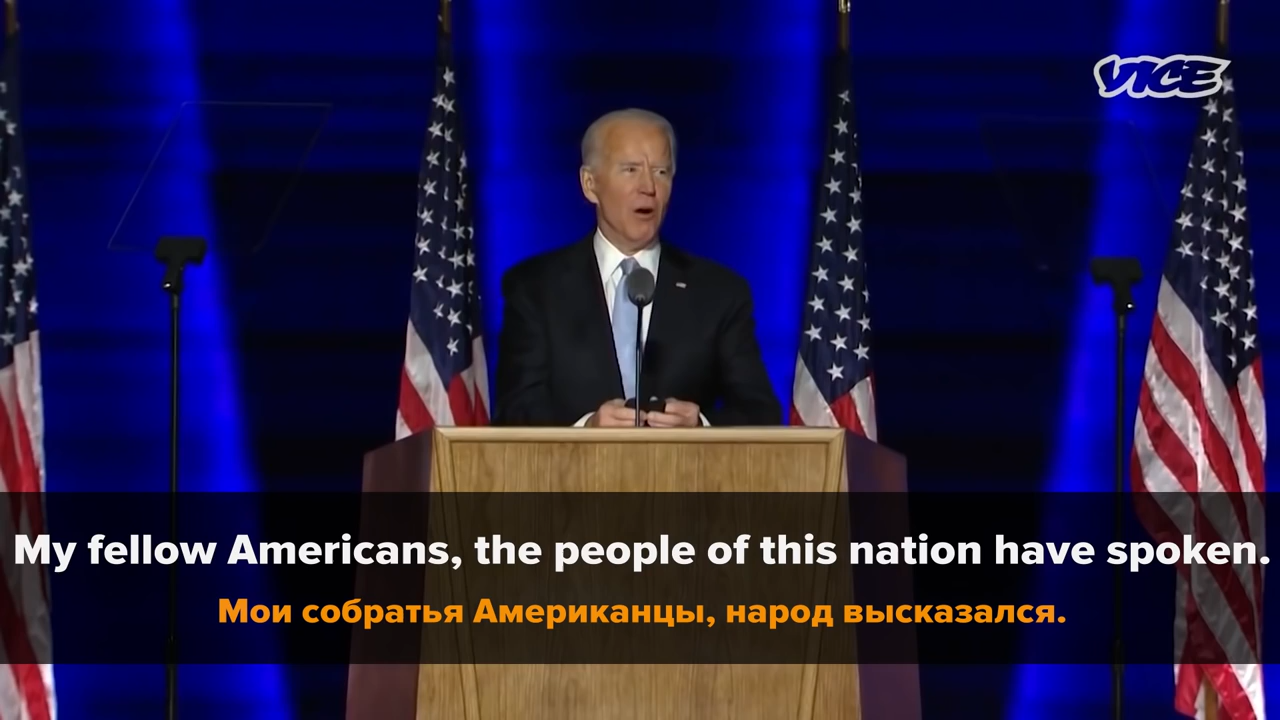 VICE
My fellow Americans, the people of this nation have spoken.
Мои собратья Американцы, народ высказался.